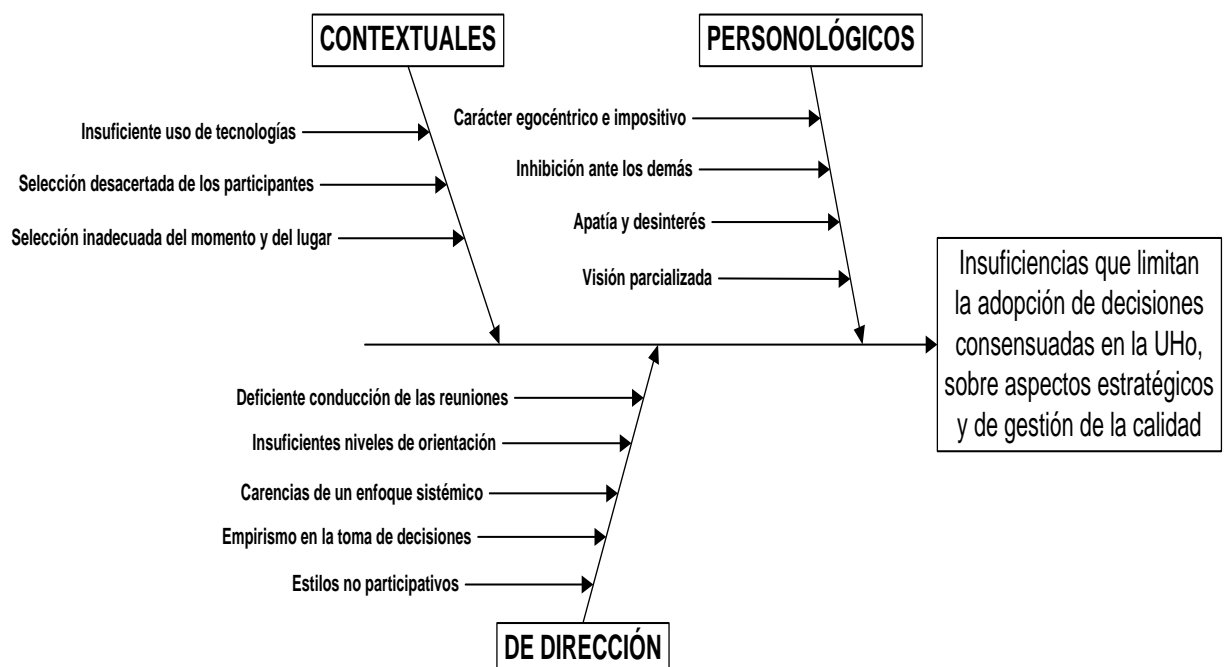 CONTEXTUALES
Insuficiente uso de tecnologías
Selección desacertada de los participantes
Selección inadecuada del momento y del lugar
PERSONOLÓGICOS
Carácter egocéntrico e impositivo
Inhibición ante los demás
Apatía y desinterés
Visión parcializada
Insuficiencias que limitan
la adopción de decisiones
consensuadas en la UHo,
sobre aspectos estratégicos
y de gestión de la calidad
Deficiente conducción de las reuniones
Insuficientes niveles de orientación
Carencias de un enfoque sistémico
Empirismo en la toma de decisiones
Estilos no participativos
DE DIRECCIÓN